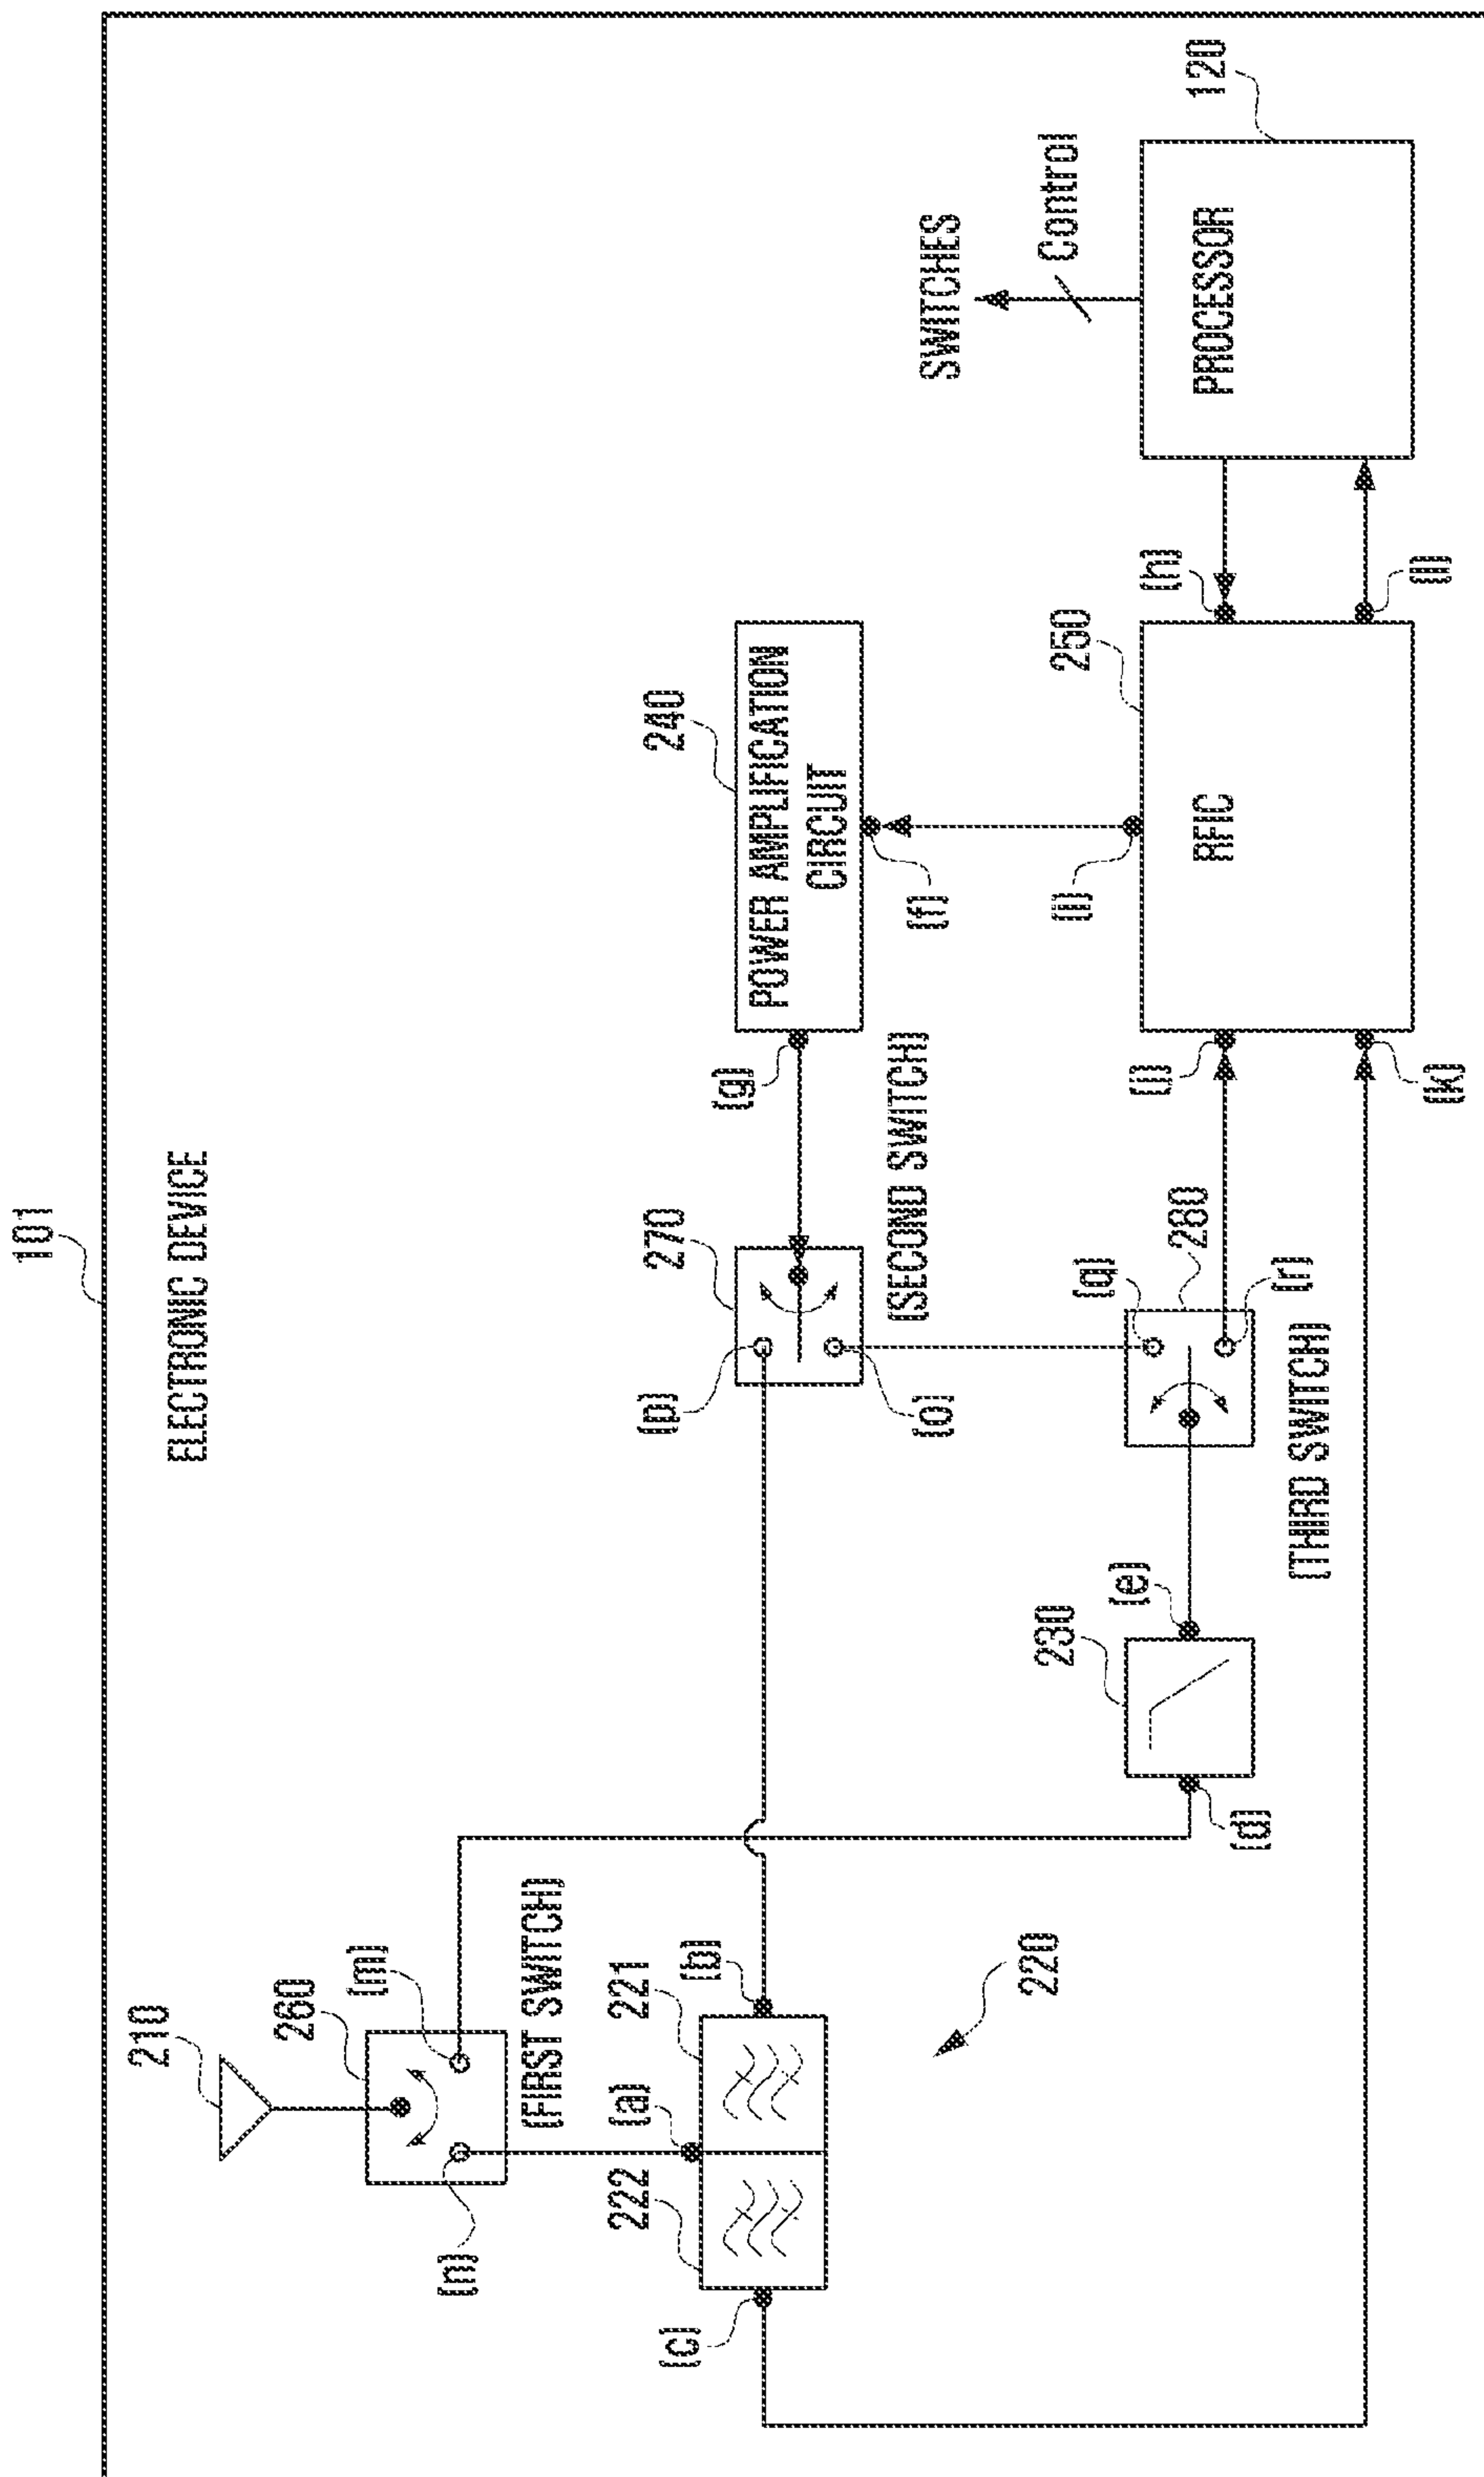 101
ELECTRONIC DEVICE
210
260
(m)
(n)
(FIRST SWITCH)
(a)
222
221
(b)
(c)
220
270
(p)
(o)
(SECOND SWITCH)
(g)
240
POWER AMPLIFICATION
CIRCUIT
(f)
(i)
230
(d)
(e)
(q)
280
(r)
(THIRD SWITCH)
(j)
(k)
250
RFIC
(h)
(l)
SWITCHES
Control
120
PROCESSOR